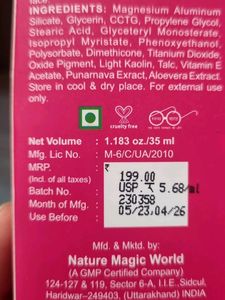 face.
INGREDIENTS: Magnesium Aluminum
Silicate, Glycerin, CCTG, Propylene Glycol,
Stearic Acid, Glyceteryl Monosterate,
Isopropyl Myristate, Phenoxyethanol,
Polysorbate, Dimethicone, Titanium Dioxide,
Oxide Pigment, Light Kaolin, Talc, Vitamin E
Acetate, Punarnava Extract, Aloevera Extract.
Store in cool & dry place. For external use
only.
cruelty free
Net Volume : 1.183 oz./35 ml
Mfg. Lic No : M-6/C/UA/2010
MRP. : 199.00
(Incl. of all taxes) USP ₹ 5.68/ml
Batch No. 230358
Month of Mfg. : 05/23,04/26
Use Before :
Mfd. & Mktd. by:
Nature Magic World
(A GMP Certified Company)
124-127 & 119, Sector 6-A, I.I.E., Sidcul,
Haridwar–249403, (Uttarakhand) INDIA